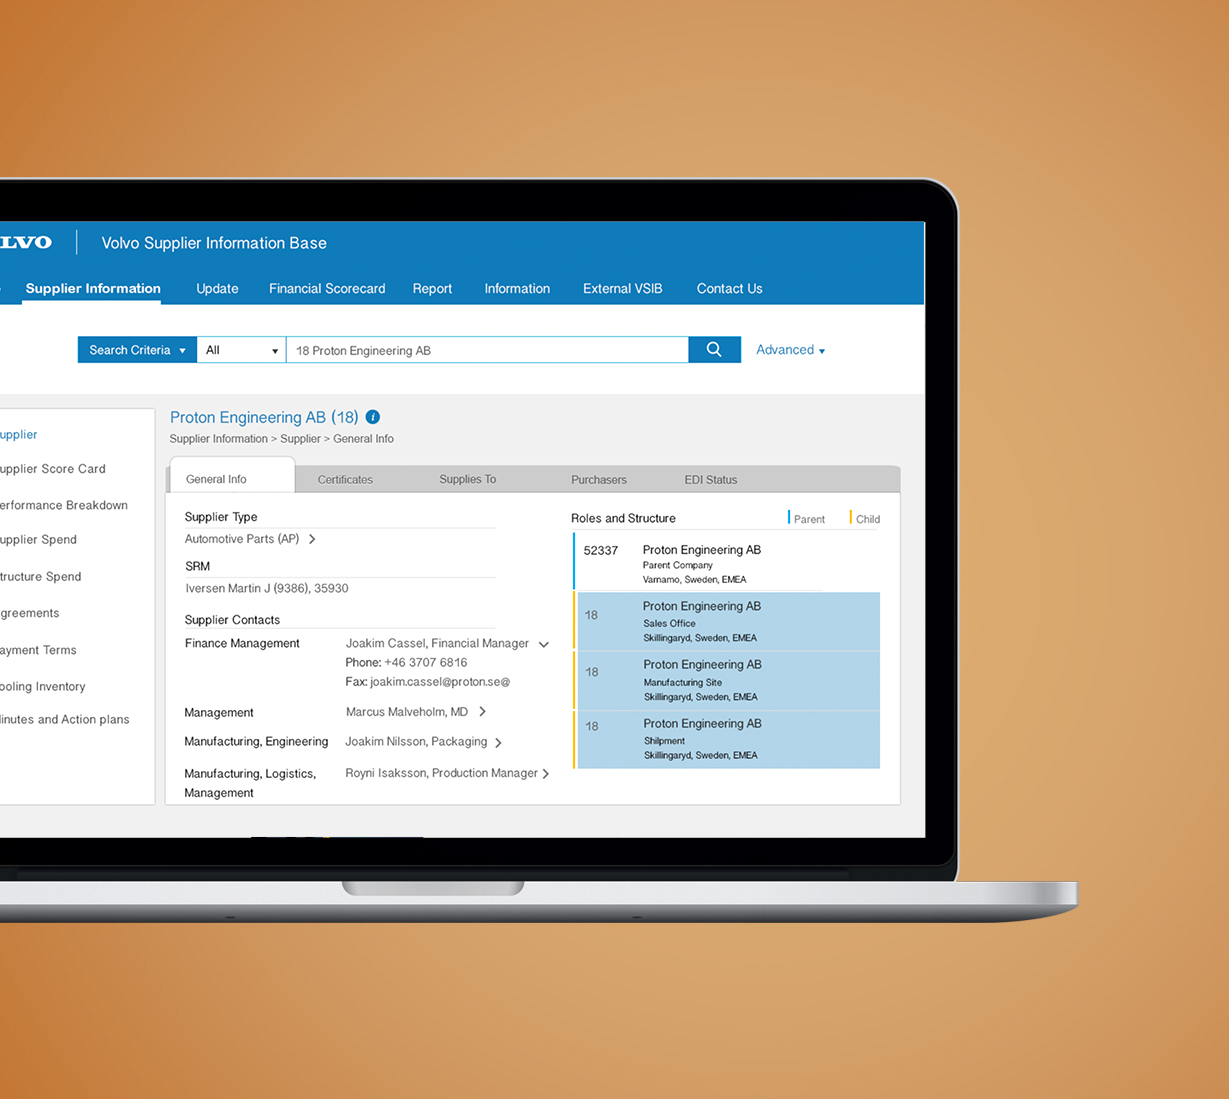 LVO
Volvo Supplier Information Base
Supplier Information Update Financial Scorecard Report Information External VSIB Contact Us
Search Criteria All 18 Proton Engineering AB Advanced
Proton Engineering AB (18) i
Supplier Information > Supplier > General Info
upplier
upplier Score Card
erformance Breakdown
upplier Spend
tructure Spend
greements
ayment Terms
ooling Inventory
inutes and Action plans
General Info Certificates Supplies To Purchasers EDI Status
Supplier Type
Automotive Parts (AP)
SRM
Iversen Martin J (9386), 35930
Supplier Contacts
Finance Management Joakim Cassel, Financial Manager
Phone: +46 3707 6816
Fax: joakim.cassel@proton.se@
Management Marcus Malveholm, MD
Manufacturing, Engineering Joakim Nilsson, Packaging
Manufacturing, Logistics, Royni Isaksson, Production Manager
Management
Roles and Structure Parent Child
52337 Proton Engineering AB
Parent Company
Varnamo, Sweden, EMEA
18 Proton Engineering AB
Sales Office
Skillingaryd, Sweden, EMEA
18 Proton Engineering AB
Manufacturing Site
Skillingaryd, Sweden, EMEA
18 Proton Engineering AB
Shilpment
Skillingaryd, Sweden, EMEA